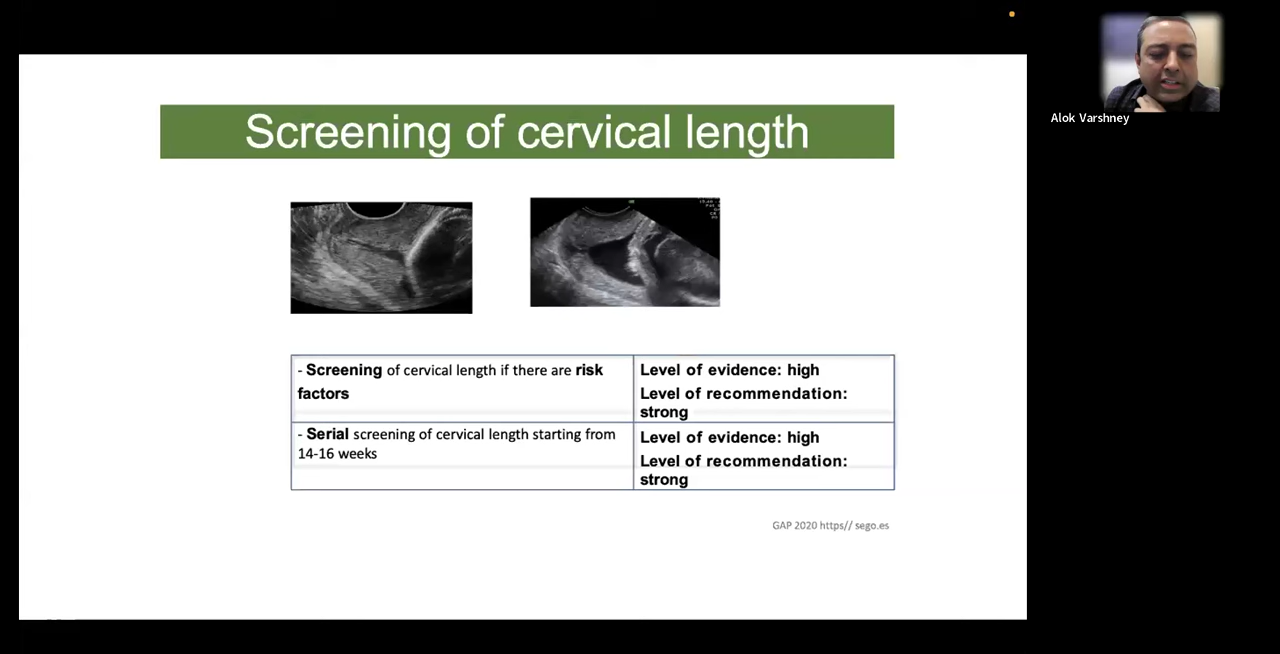 Screening of cervical length
Alok Varshney
- Screening of cervical length if there are risk
factors
Level of evidence: high
Level of recommendation:
strong
- Serial screening of cervical length starting from
14-16 weeks
Level of evidence: high
Level of recommendation:
strong
GAP 2020 https// sego.es